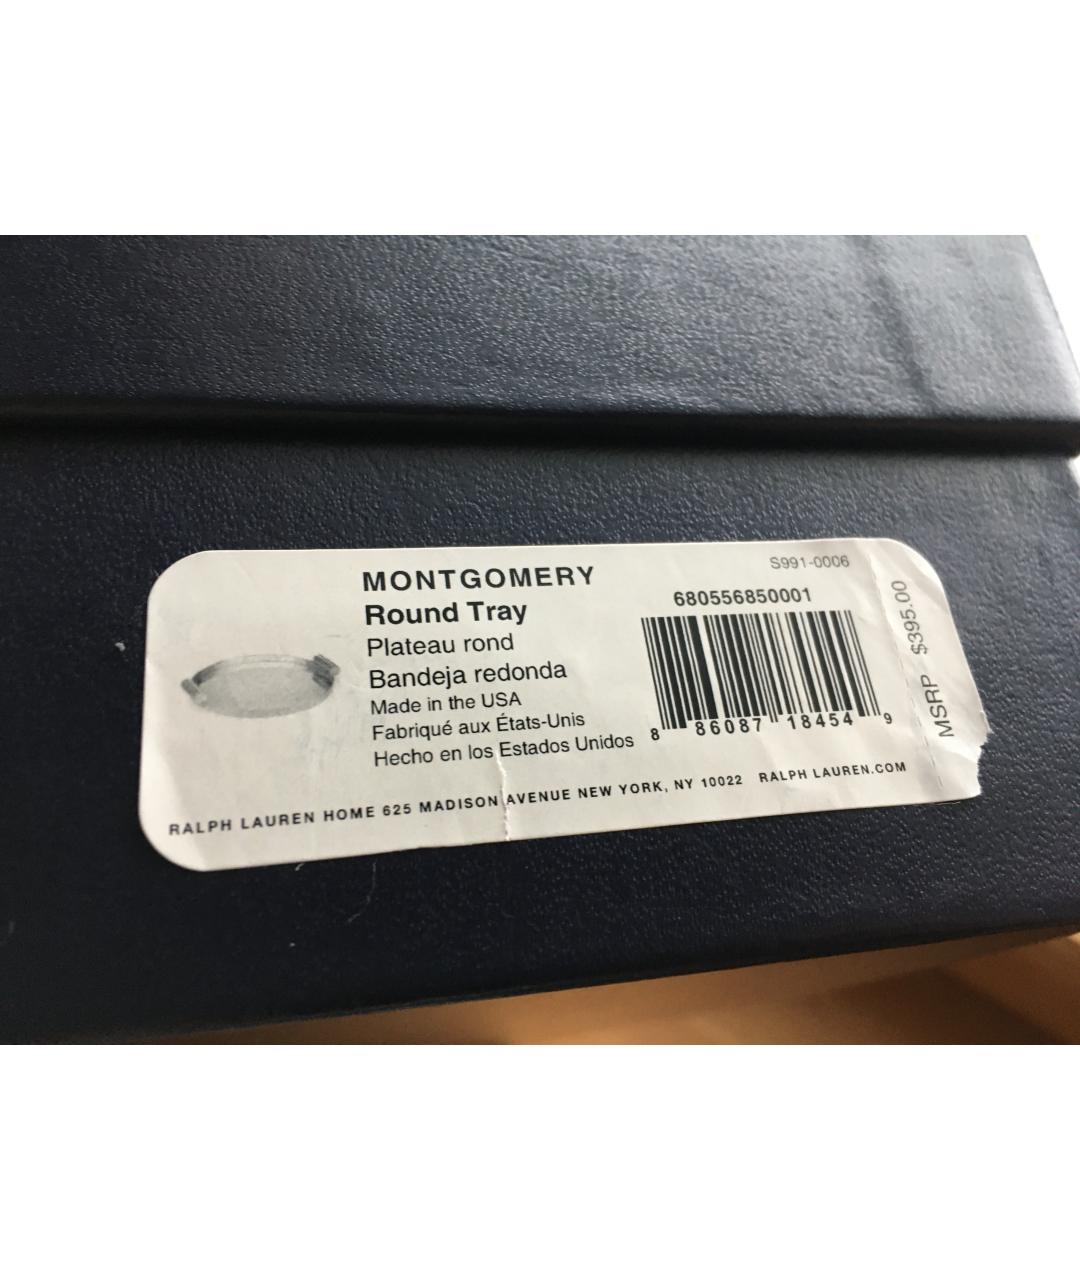 S991-0006
MONTGOMERY
Round Tray
Plateau rond
Bandeja redonda
Made in the USA
Fabriqué aux États-Unis
Hecho en los Estados Unidos
680556850001
8 86087 18454 9
MSRP $395.00
RALPH LAUREN HOME 625 MADISON AVENUE NEW YORK, NY 10022 RALPH LAUREN.COM